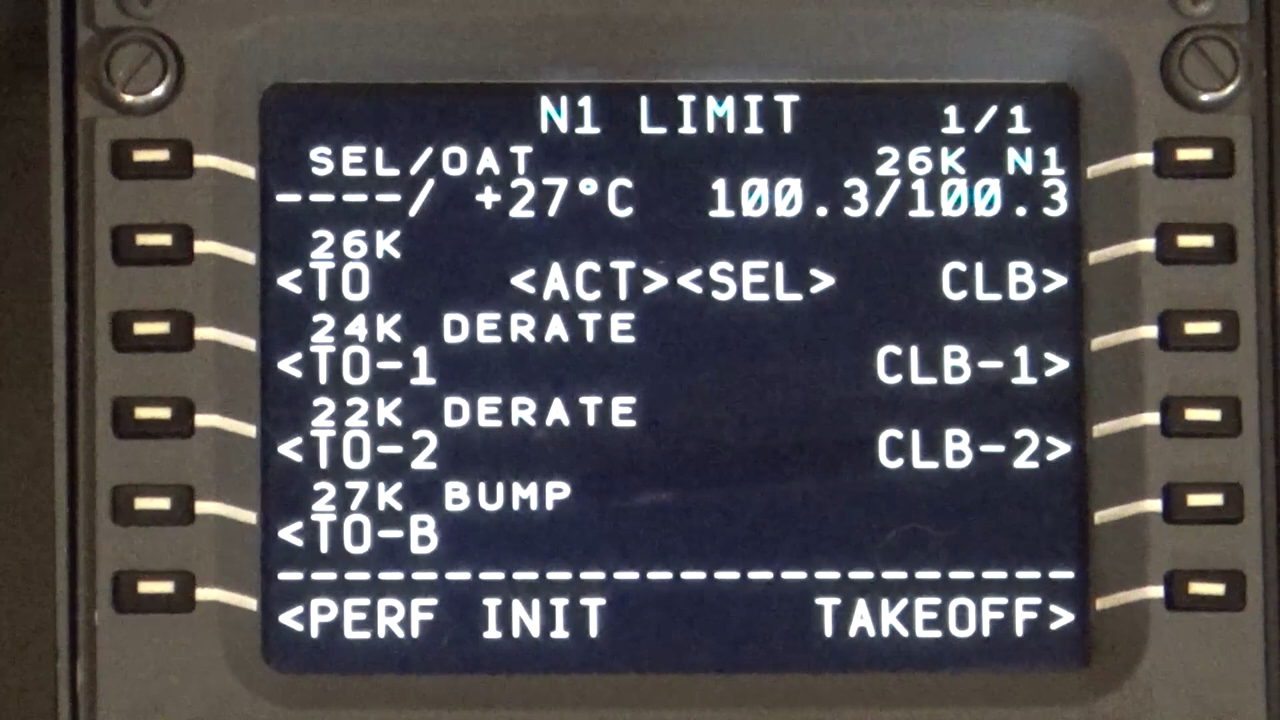 N1 LIMIT 1/1
SEL/OAT 26K N1
----/ +27°C 100.3/100.3
26K
<TO <ACT><SEL> CLB>
24K DERATE
<TO-1 CLB-1>
22K DERATE
<TO-2 CLB-2>
27K BUMP
<TO-B
------------------------
<PERF INIT TAKEOFF>